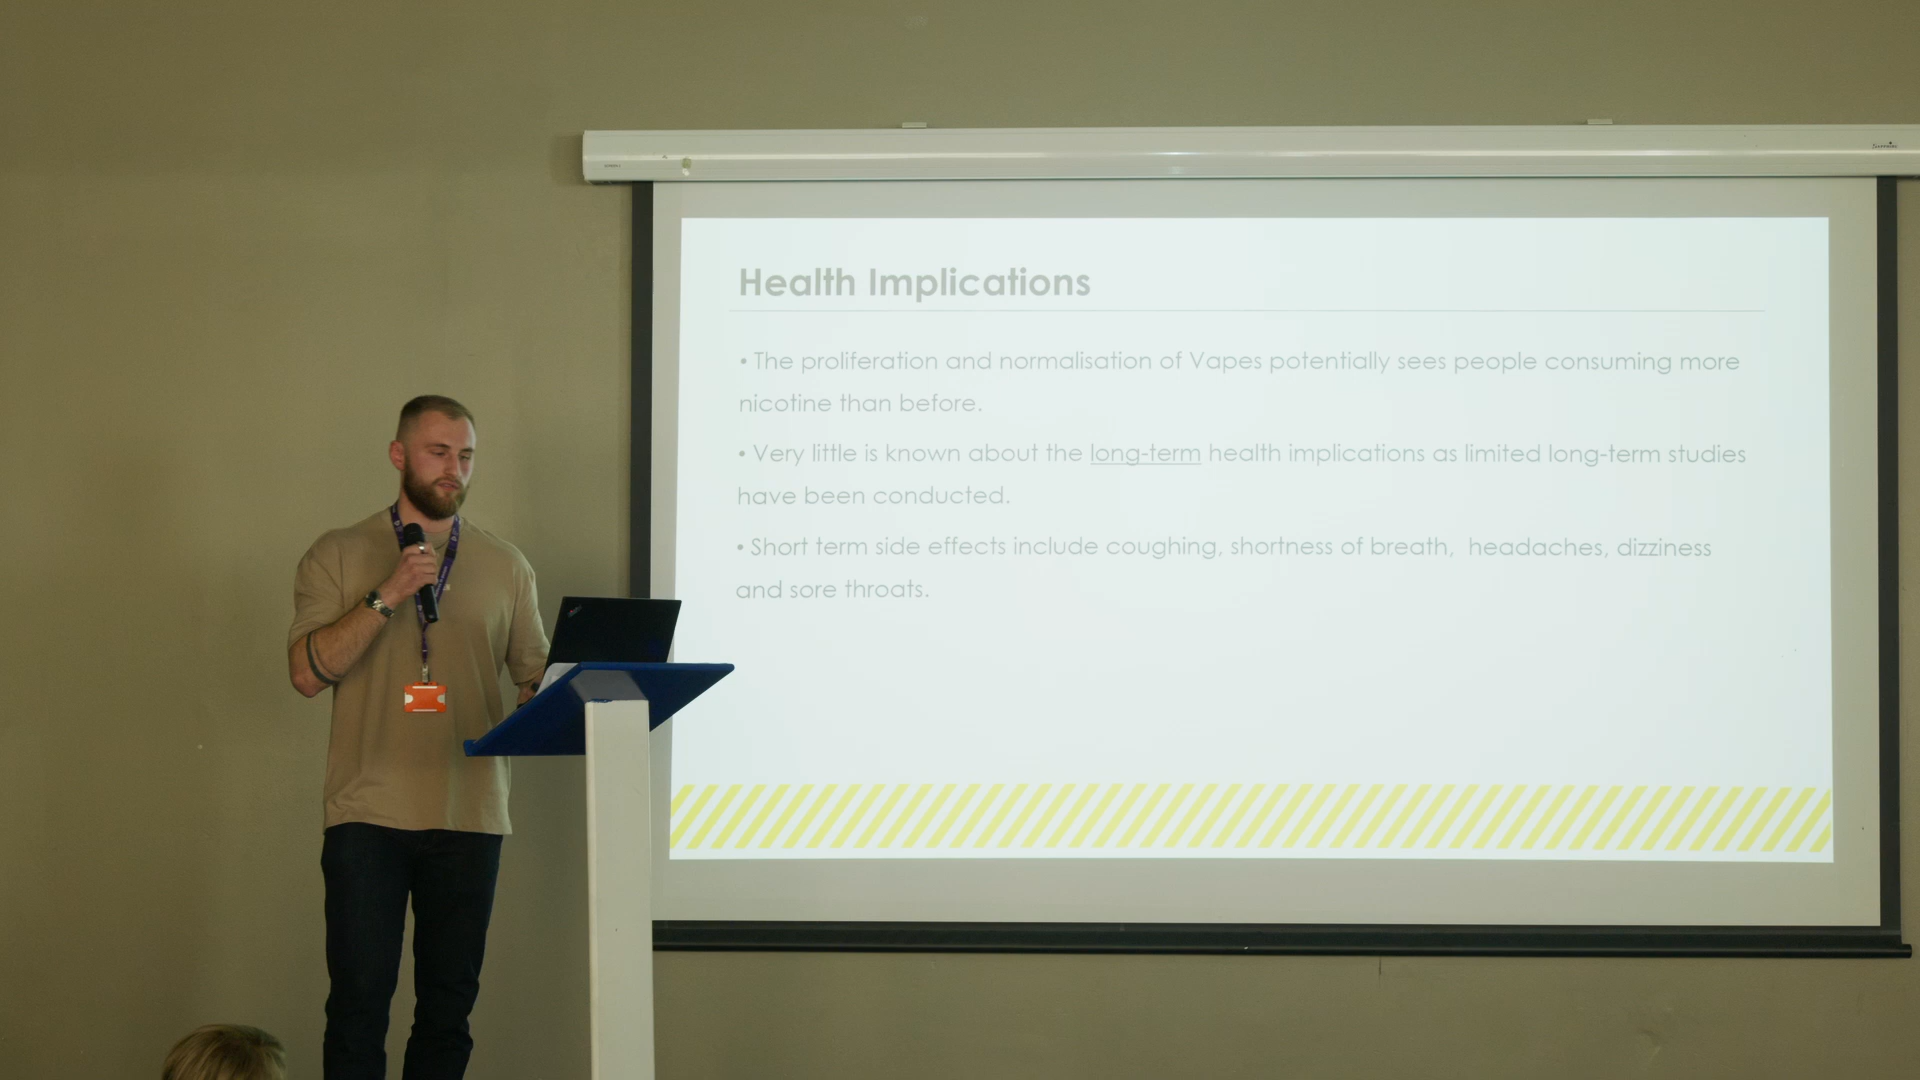 Health Implications
• The proliferation and normalisation of Vapes potentially sees people consuming more
nicotine than before.
• Very little is known about the long-term health implications as limited long-term studies
have been conducted.
• Short term side effects include coughing, shortness of breath, headaches, dizziness
and sore throats.